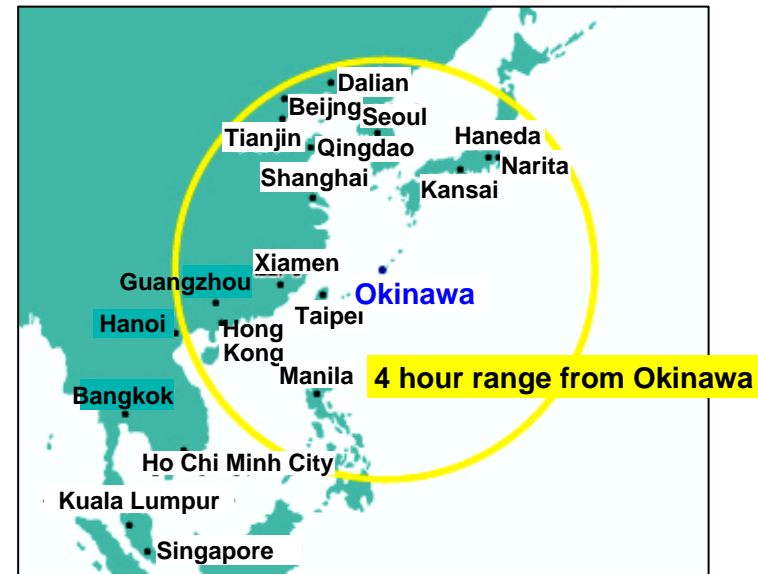 Dalian
Beijng
Seoul
Tianjin
Qingdao
Haneda
Narita
Kansai
Shanghai
Xiamen
Guangzhou
Okinawa
Taipei
Hanoi
Hong
Kong
Manila
4 hour range from Okinawa
Bangkok
Ho Chi Minh City
Kuala Lumpur
Singapore